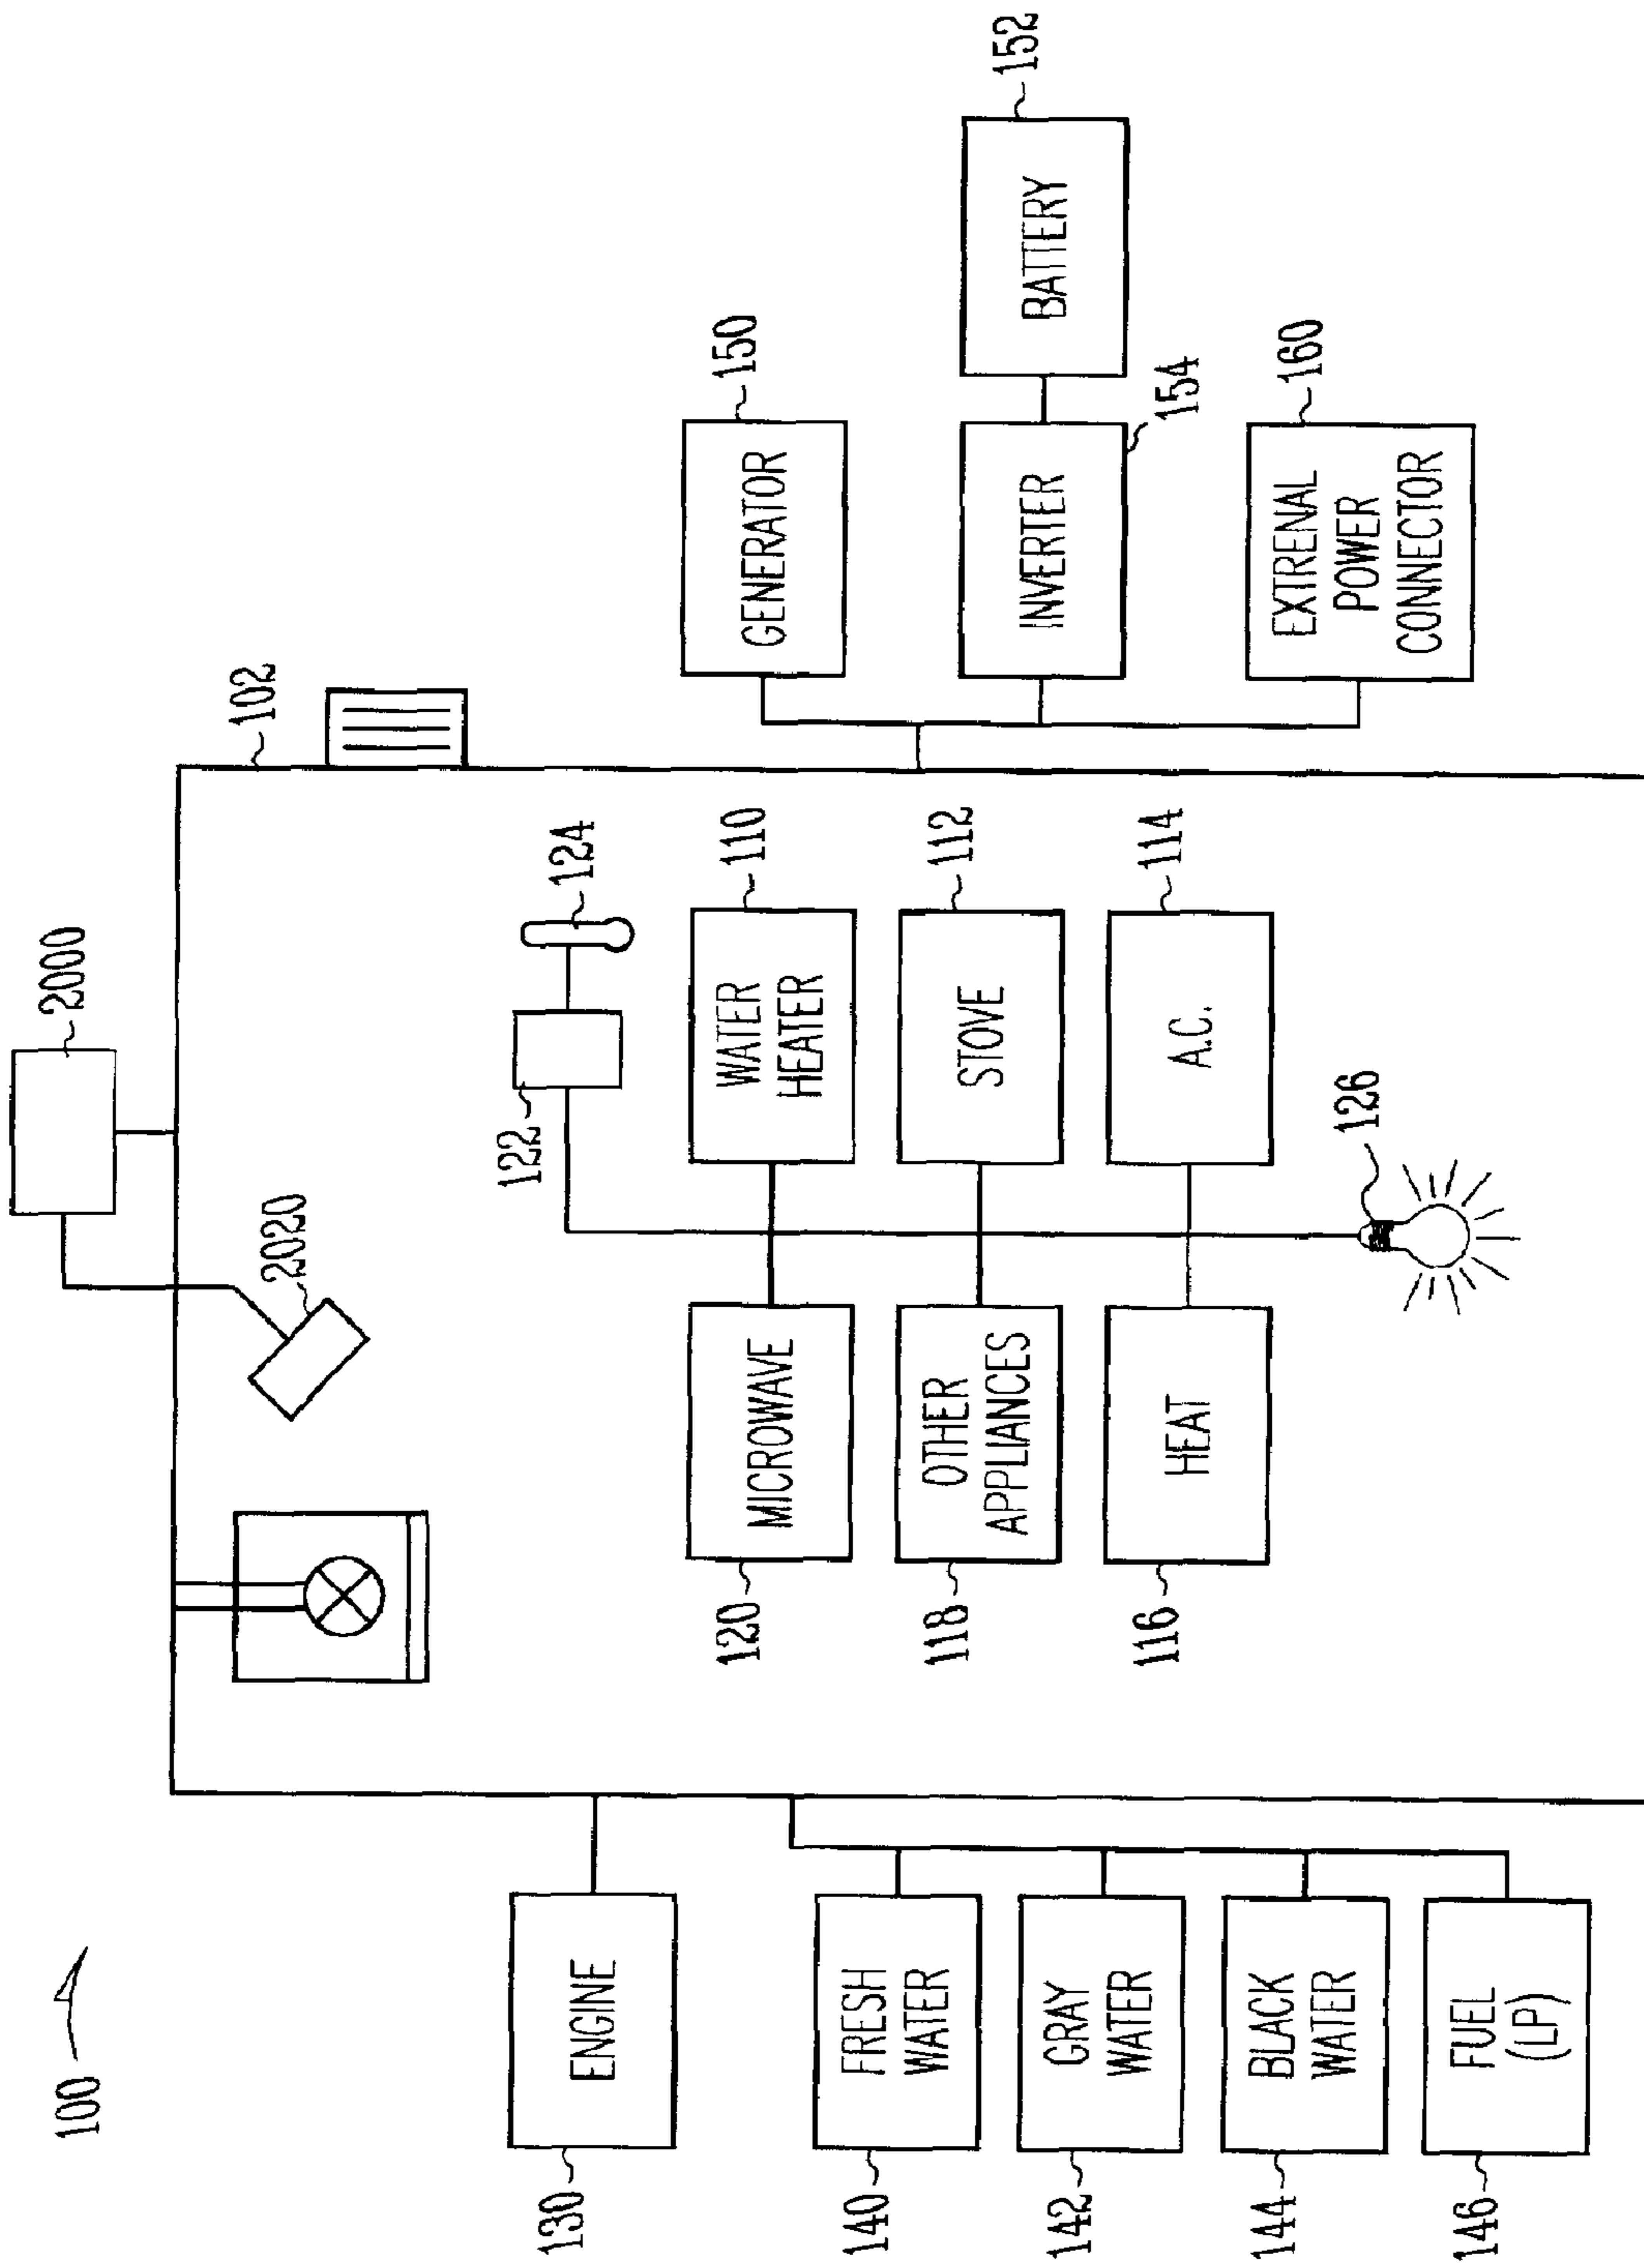 100
130
ENGINE
140
FRESH
WATER
142
GRAY
WATER
144
BLACK
WATER
146
FUEL
(LP)
2000
2020
102
122
124
120
MICROWAVE
WATER
HEATER
110
118
OTHER
APPLIANCES
STOVE
112
116
HEAT
A.C.
114
126
GENERATOR
150
INVERTER
154
BATTERY
152
EXTRENAL
POWER
CONNECTOR
160